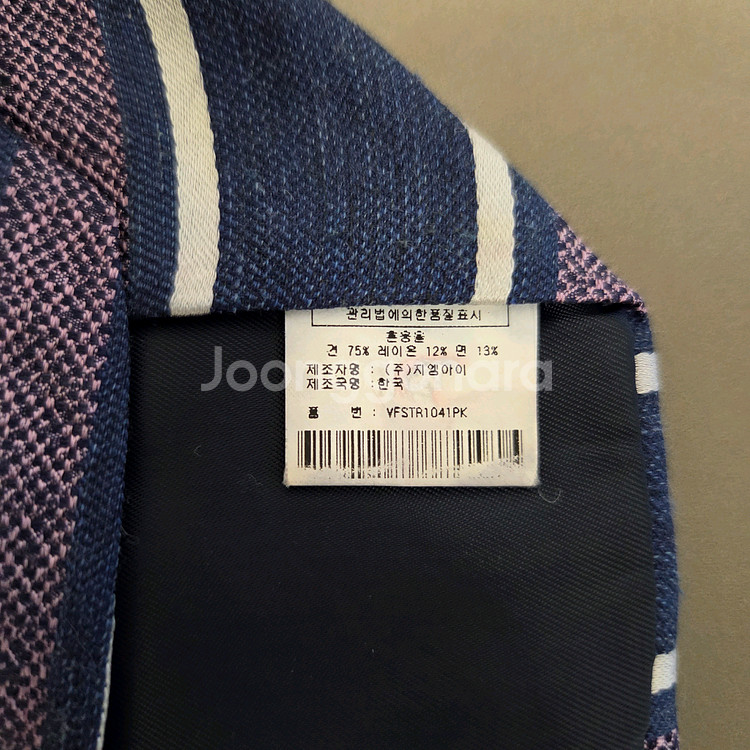 관리법에의한품질표시
혼용율
견 75% 레이온 12% 면 13%
제조자명 : (주)지엠아이
제조국명 : 한국
품 번 : VFSTR1041PK
Joonggonara